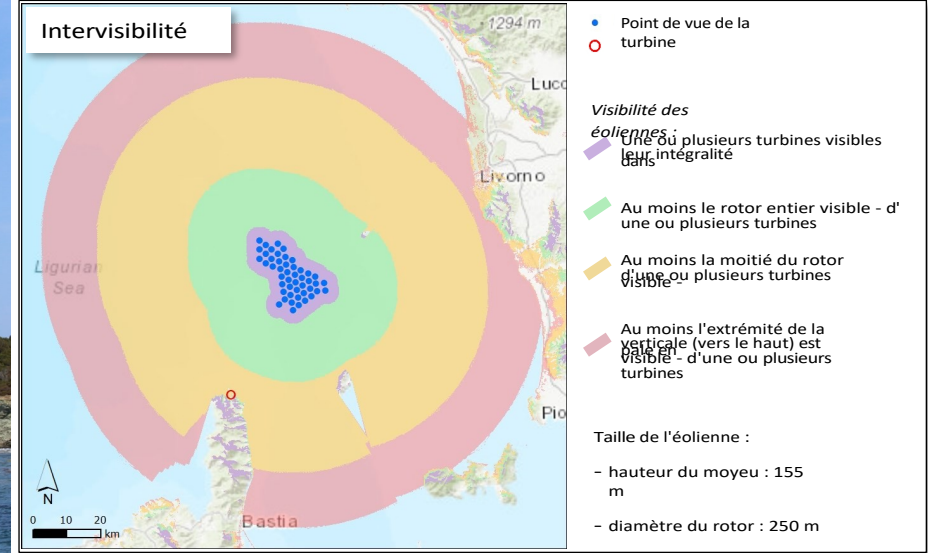 Intervisibilité
1294 m
Lucc
Livorno
Ligurian
Sea
Pio
Bastia
N
0 10 20
km
Point de vue de la
turbine
Visibilité des
éoliennes :
Une ou plusieurs turbines visibles
dans
leur intégralité
Au moins le rotor entier visible - d'
une ou plusieurs turbines
Au moins la moitié du rotor
visible -
d'une ou plusieurs turbines
Au moins l'extrémité de la
pale en
verticale (vers le haut) est
visible - d'une ou plusieurs
turbines
Taille de l'éolienne :
- hauteur du moyeu : 155
m
- diamètre du rotor : 250 m